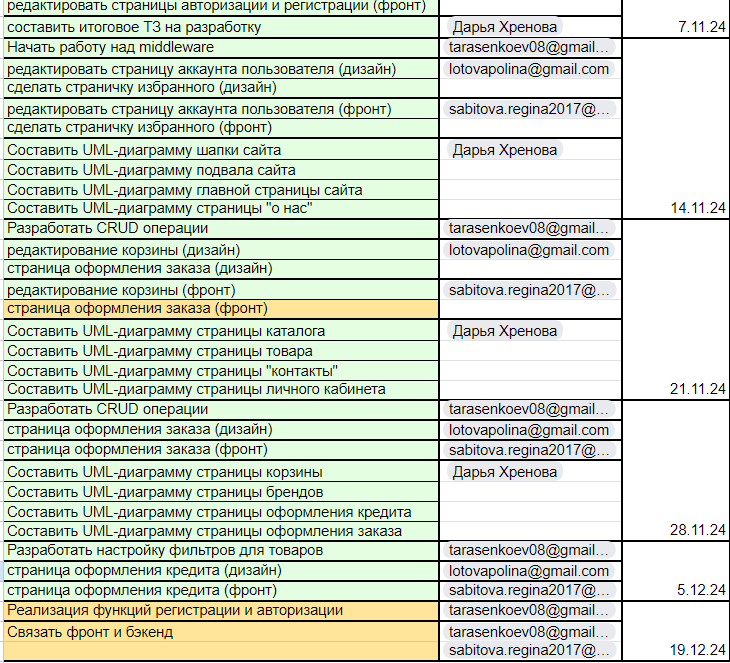 редактировать страницы авторизации и регистрации (фронт)
составить итоговое ТЗ на разработку Дарья Хренова 7.11.24
Начать работу над middleware tarasenkoev08@gmail...
редактировать страницу аккаунта пользователя (дизайн) lotovapolina@gmail.com
сделать страничку избранного (дизайн)
редактировать страницу аккаунта пользователя (фронт) sabitova.regina2017@...
сделать страничку избранного (фронт)
Составить UML-диаграмму шапки сайта Дарья Хренова
Составить UML-диаграмму подвала сайта
Составить UML-диаграмму главной страницы сайта
Составить UML-диаграмму страницы "о нас" 14.11.24
Разработать CRUD операции tarasenkoev08@gmail...
редактирование корзины (дизайн) lotovapolina@gmail.com
страница оформления заказа (дизайн)
редактирование корзины (фронт) sabitova.regina2017@...
страница оформления заказа (фронт)
Составить UML-диаграмму страницы каталога Дарья Хренова
Составить UML-диаграмму страницы товара
Составить UML-диаграмму страницы "контакты"
Составить UML-диаграмму страницы личного кабинета 21.11.24
Разработать CRUD операции tarasenkoev08@gmail...
страница оформления заказа (дизайн) lotovapolina@gmail.com
страница оформления заказа (фронт) sabitova.regina2017@...
Составить UML-диаграмму страницы корзины Дарья Хренова
Составить UML-диаграмму страницы брендов
Составить UML-диаграмму страницы оформления кредита
Составить UML-диаграмму страницы оформления заказа 28.11.24
Разработать настройку фильтров для товаров tarasenkoev08@gmail...
страница оформления кредита (дизайн) lotovapolina@gmail.com
страница оформления кредита (фронт) sabitova.regina2017@... 5.12.24
Реализация функций регистрации и авторизации tarasenkoev08@gmail...
Связать фронт и бэкенд tarasenkoev08@gmail...
sabitova.regina2017@... 19.12.24